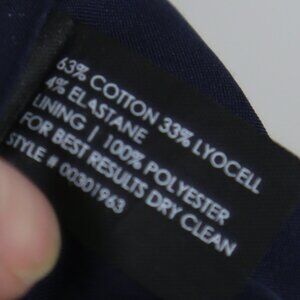 63% COTTON 33% LYOCELL
4% ELASTANE
LINING | 100% POLYESTER
FOR BEST RESULTS DRY CLEAN
STYLE # 00301963